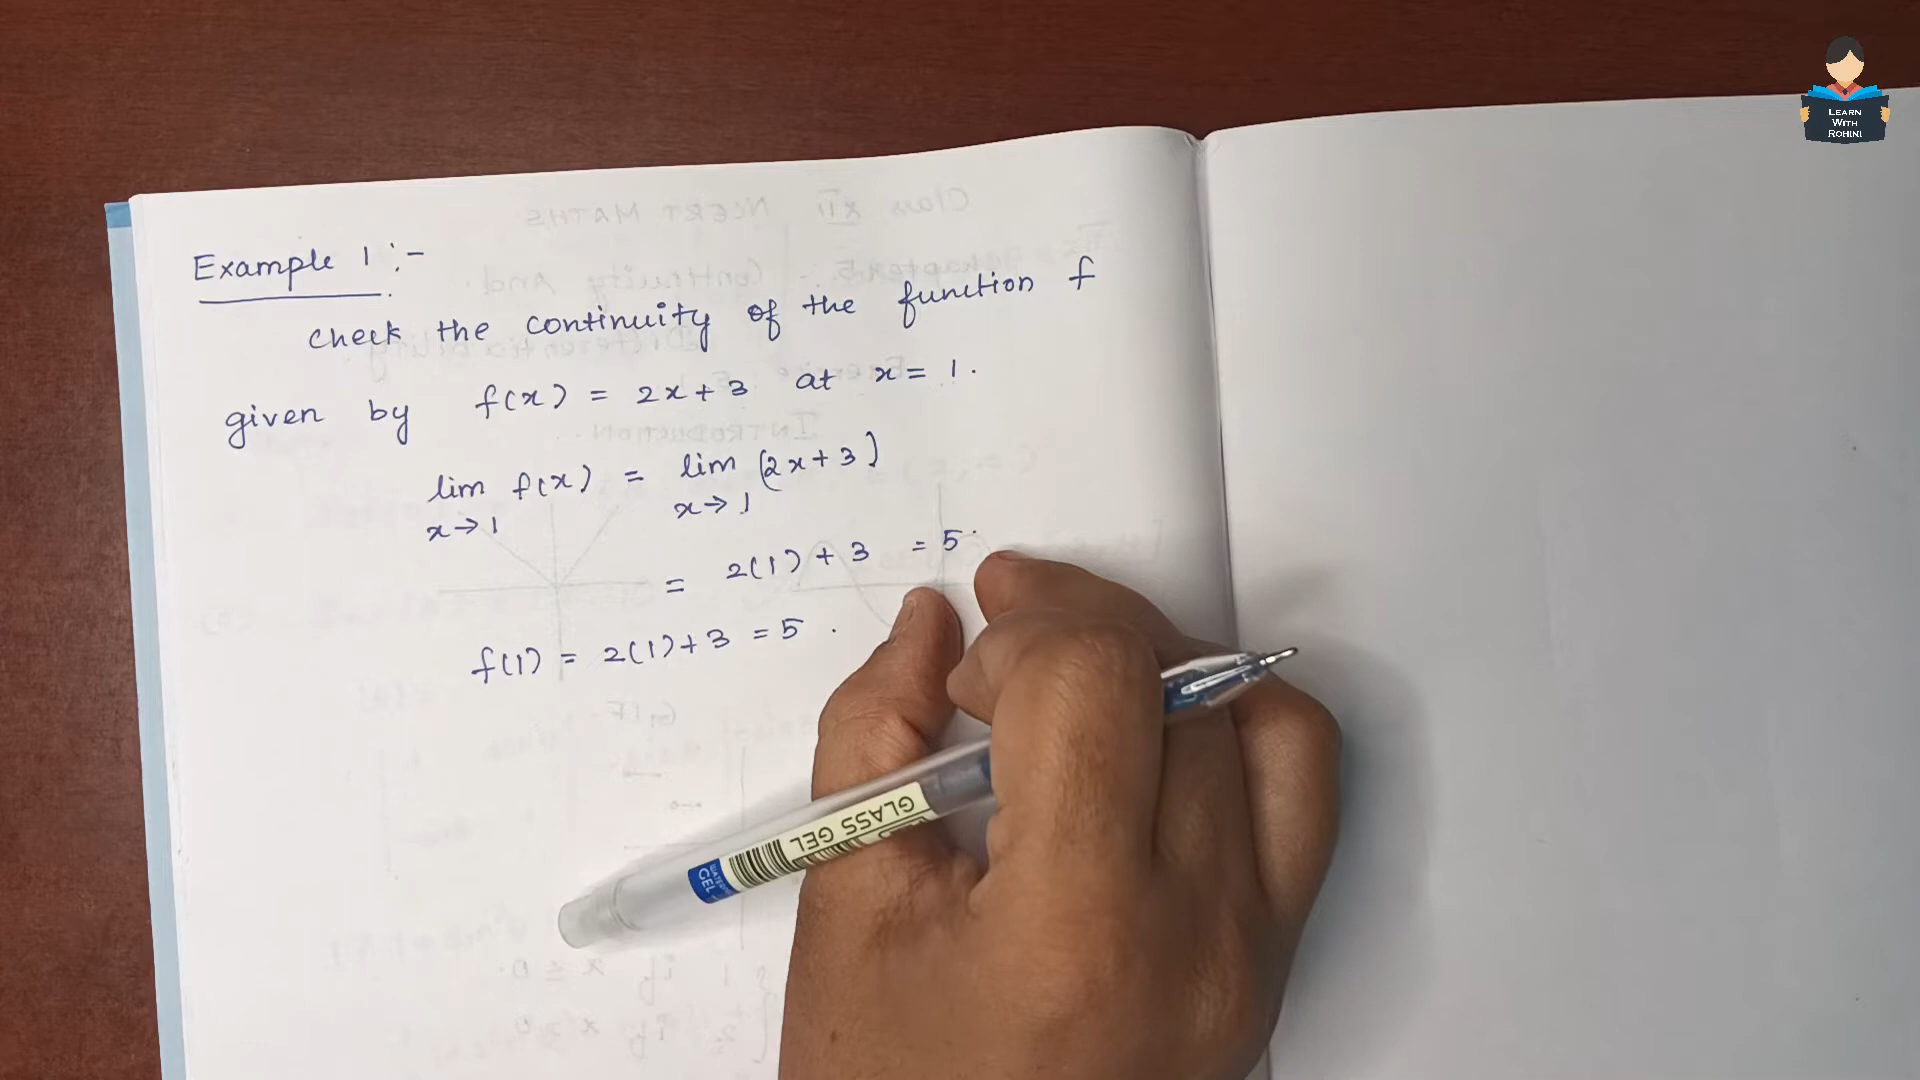 Example 1 :-
Check the continuity of the function f
given by f(x) = 2x+3 at x = 1.
lim f(x) = lim (2x+3)
x→1 x→1
= 2(1) + 3 = 5.
f(1) = 2(1)+3 = 5.
GLASS GEL
GEL
LEARN
WITH
ROHINI